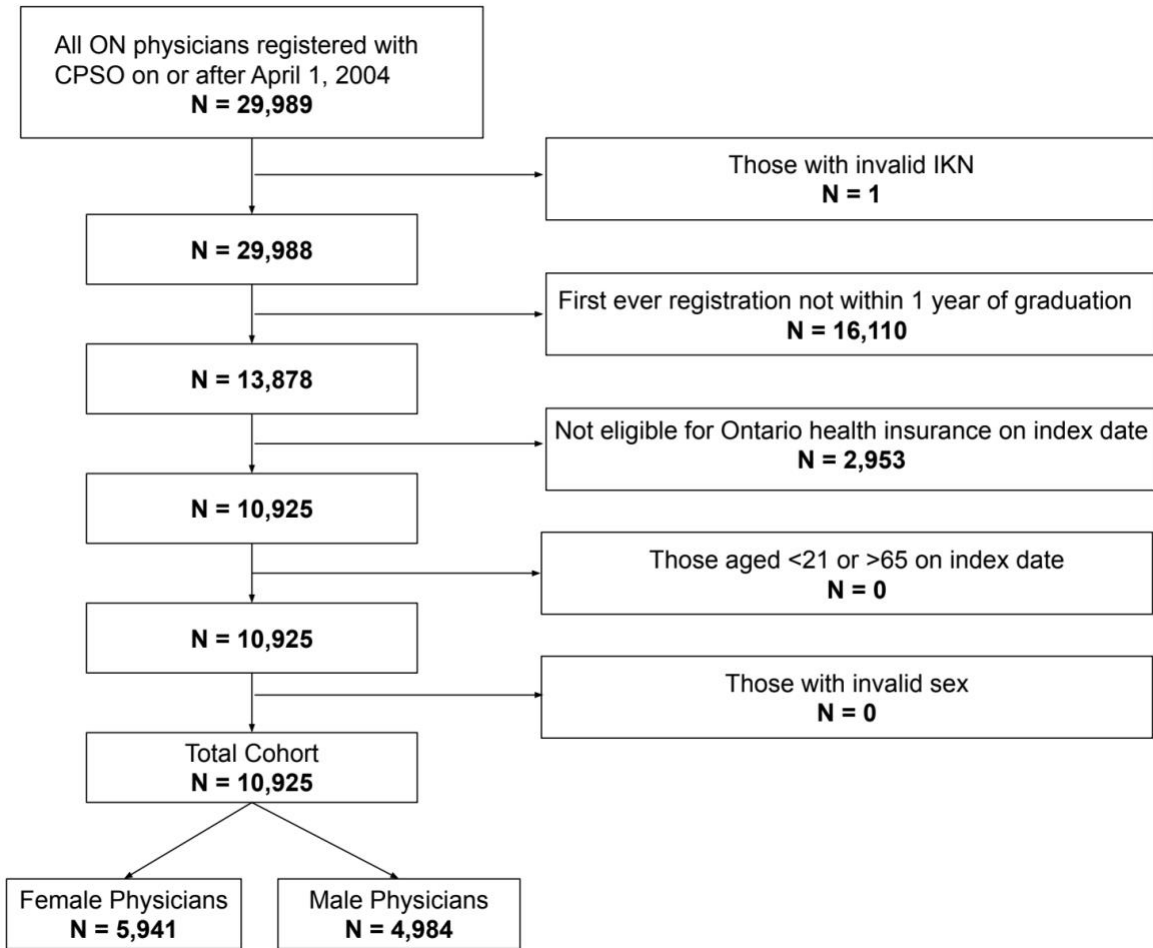 All ON physicians registered with
CPSO on or after April 1, 2004
N = 29,989
Those with invalid IKN
N = 1
N = 29,988
First ever registration not within 1 year of graduation
N = 16,110
N = 13,878
Not eligible for Ontario health insurance on index date
N = 2,953
N = 10,925
Those aged <21 or >65 on index date
N = 0
N = 10,925
Those with invalid sex
N = 0
Total Cohort
N = 10,925
Female Physicians
N = 5,941
Male Physicians
N = 4,984